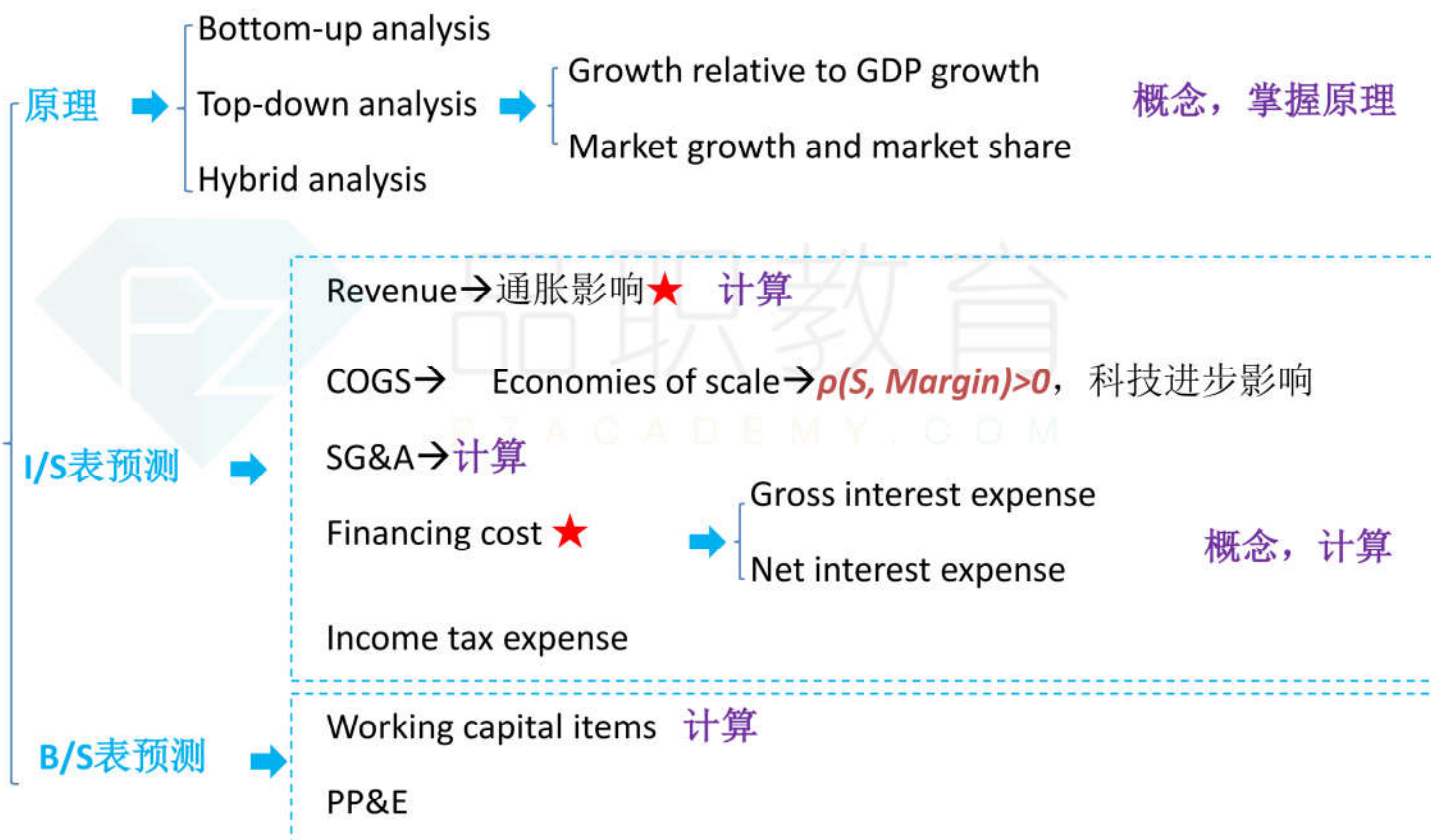 Bottom-up analysis
原理
Top-down analysis
Growth relative to GDP growth
Market growth and market share
概念，掌握原理
Hybrid analysis
Revenue→通胀影响★ 计算
COGS→ Economies of scale→ρ(S, Margin)>0，科技进步影响
SG&A→计算
I/S表预测
Financing cost ★
Gross interest expense
Net interest expense
概念，计算
Income tax expense
Working capital items 计算
B/S表预测
PP&E
PZ
品职教育
PZACADEMY.COM